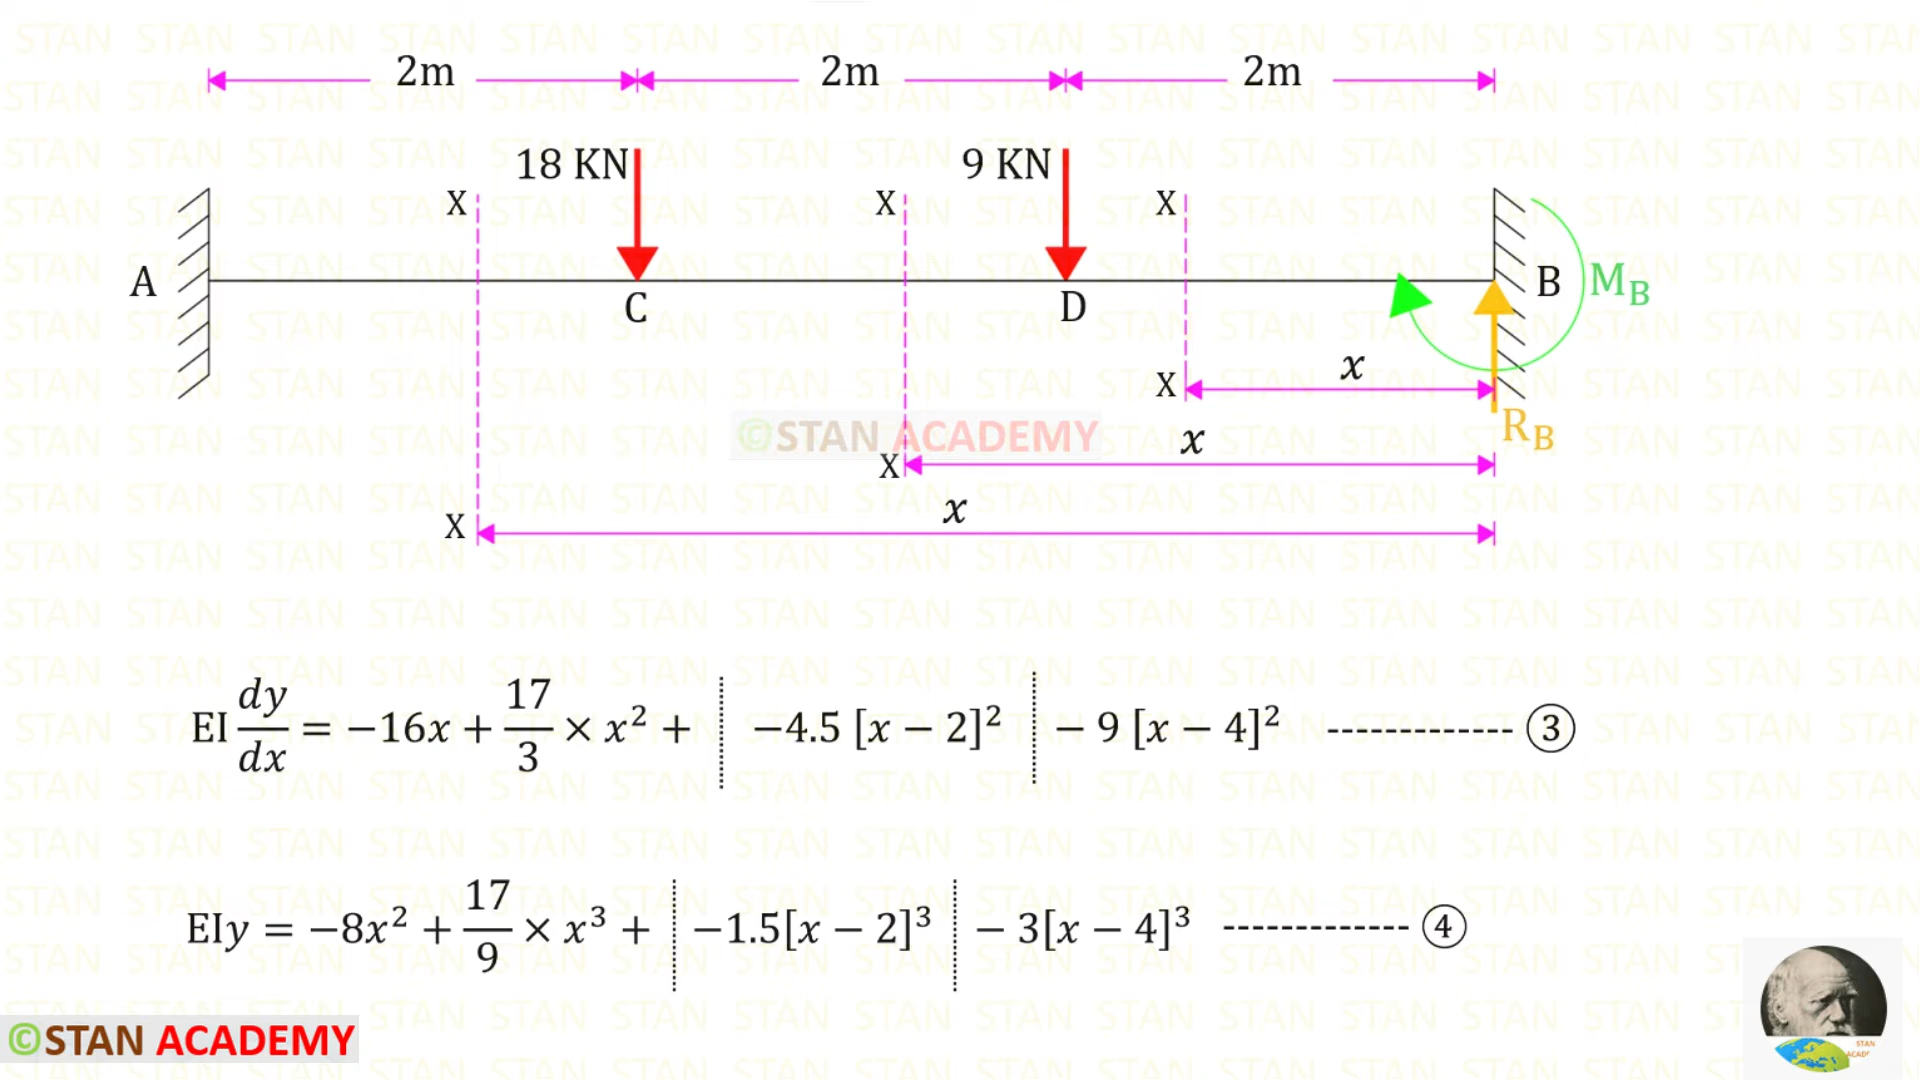 2m 2m 2m
18 KN 9 KN
X X X
A C D B M_B
X x
R_B
©STAN ACADEMY
X x
X x
EI dy/dx = −16x + 17/3 × x² + | −4.5 [x − 2]² | − 9 [x − 4]² ------------- ③
EIy = −8x² + 17/9 × x³ + | −1.5[x − 2]³ | − 3[x − 4]³ ------------- ④
©STAN ACADEMY
STAN